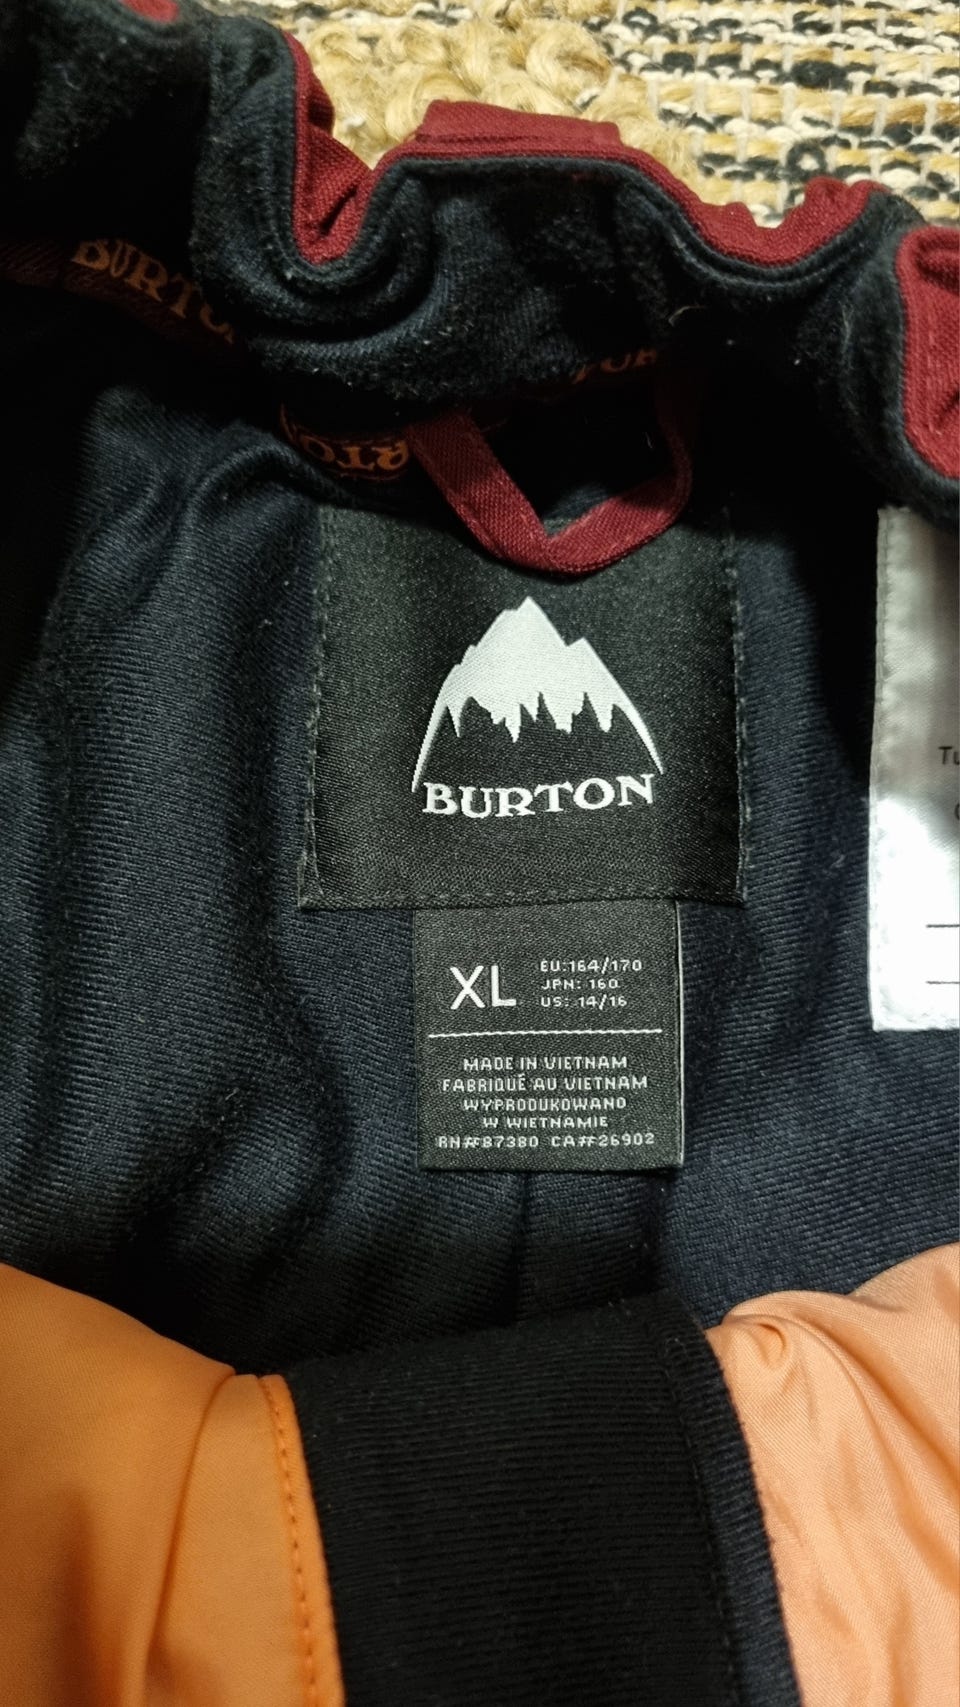 BURTON
BURTON
XL
EU:164/170
JPN: 160
US: 14/16
MADE IN VIETNAM
FABRIQUÉ AU VIETNAM
WYPRODUKOWANO
W WIETNAMIE
RN#87380 CA#26902